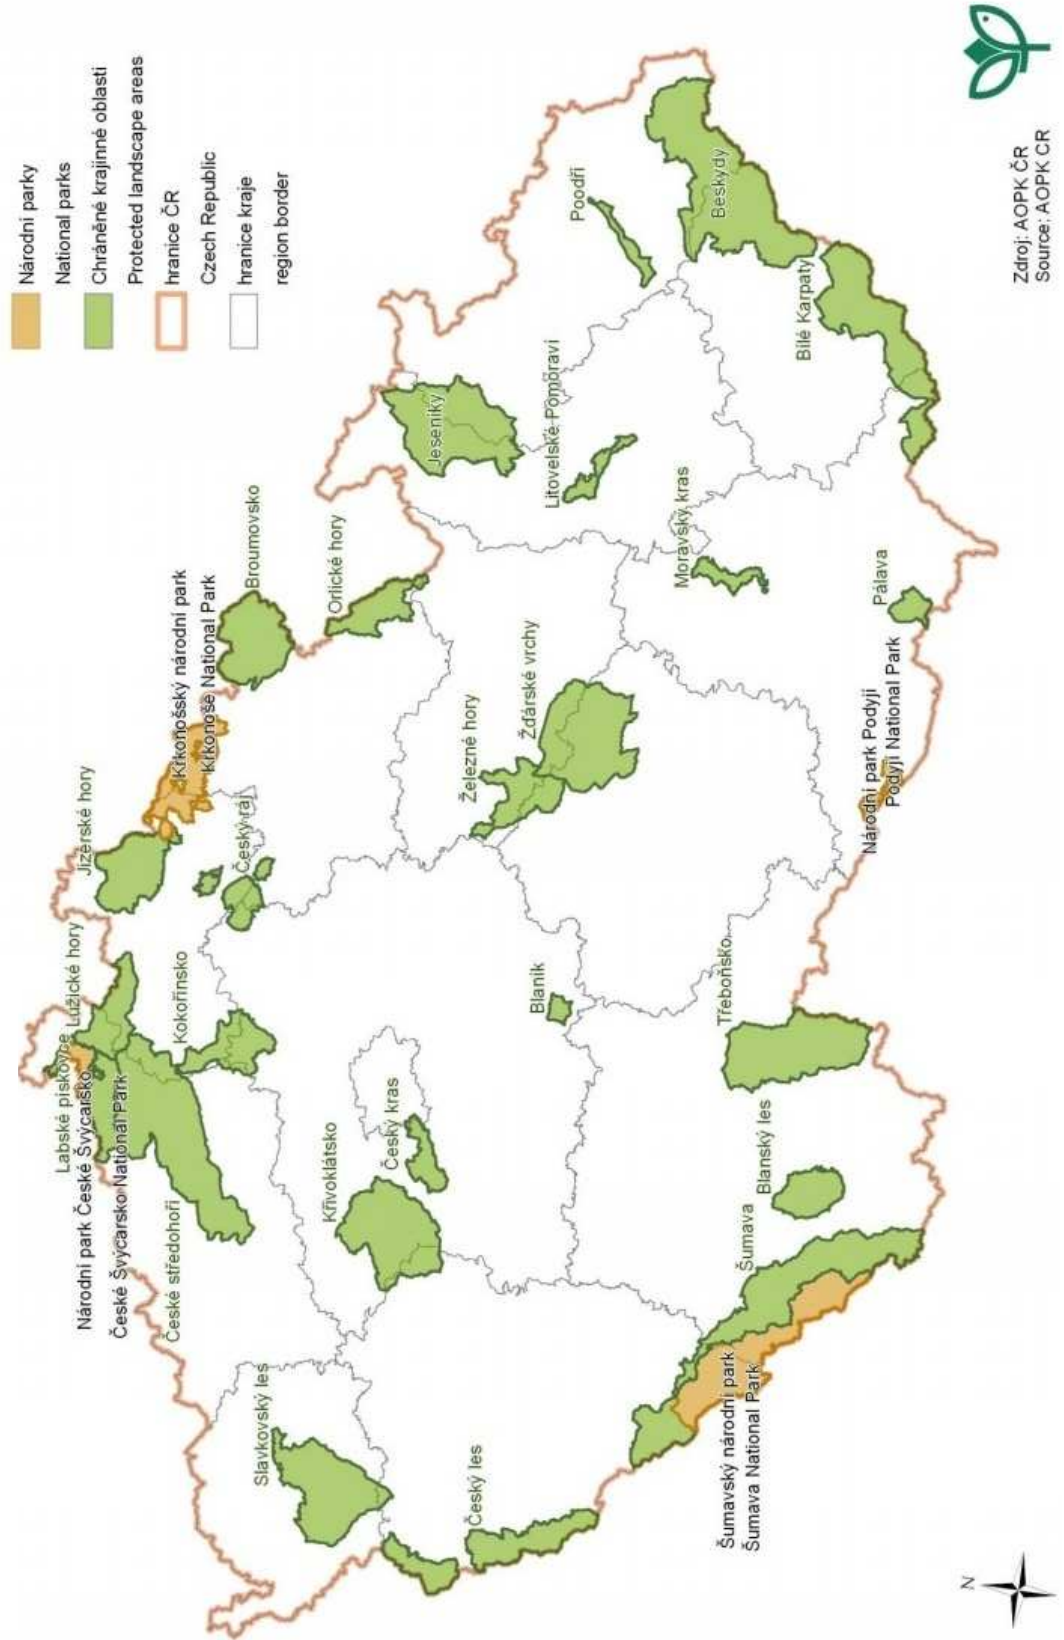 Národní parky
National parks
Chráněné krajinné oblasti
Protected landscape areas
hranice ČR
Czech Republic
hranice kraje
region border
Labské pískovce
Lužické hory
Jizerské hory
Národní park České Švýcarsko
České Švýcarsko National Park
Krkonošský národní park
Krkonoše National Park
České středohoří
Kokořínsko
Český ráj
Broumovsko
Orlické hory
Slavkovský les
Křivoklátsko
Český kras
Jeseníky
Český les
Železné hory
Ždárské vrchy
Litovelské Pomoraví
Poodří
Blaník
Moravský kras
Beskydy
Třeboňsko
Blanský les
Šumava
Šumavský národní park
Šumava National Park
Bílé Karpaty
Národní park Podyjí
Podyjí National Park
Pálava
N
Zdroj: AOPK ČR
Source: AOPK CR